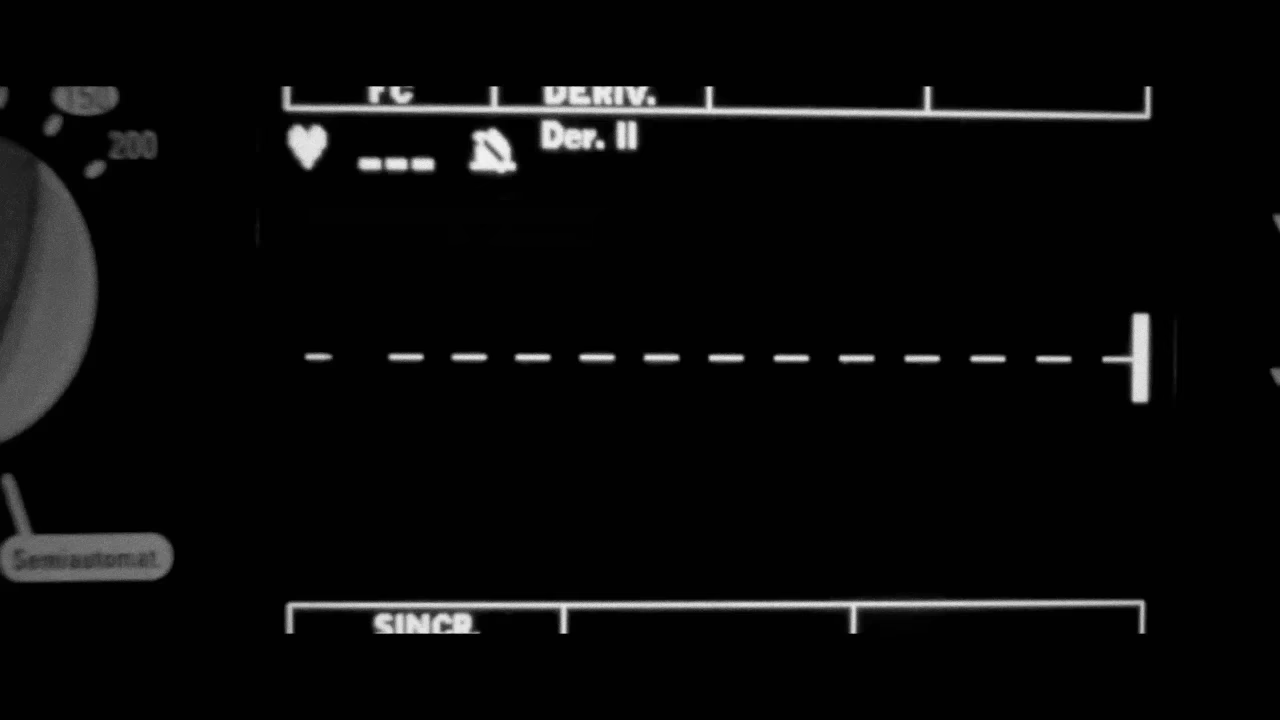 150
200
FC DERIV.
--- Der. II
Semiautomat.
SINCR.